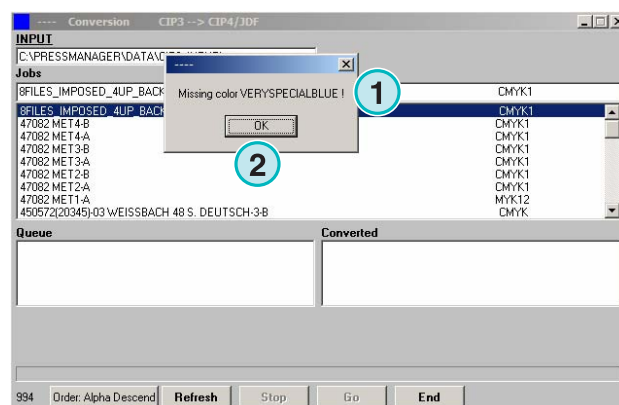 ---- Conversion CIP3 --> CIP4/JDF
INPUT
C:\PRESSMANAGER\DATA\
----
Jobs
Missing color VERYSPECIALBLUE !
1
8FILES_IMPOSED_4UP_BACK CMYK1
OK
2
8FILES_IMPOSED_4UP_BACK CMYK1
47082 MET4-B CMYK1
47082 MET4-A CMYK1
47082 MET3-B CMYK1
47082 MET3-A CMYK1
47082 MET2-B CMYK1
47082 MET2-A CMYK1
47082 MET1-A MYK12
450572(20345)-03 WEISSBACH 48 S. DEUTSCH-3-B CMYK
Queue Converted
994 Order: Alpha Descend Refresh Stop Go End